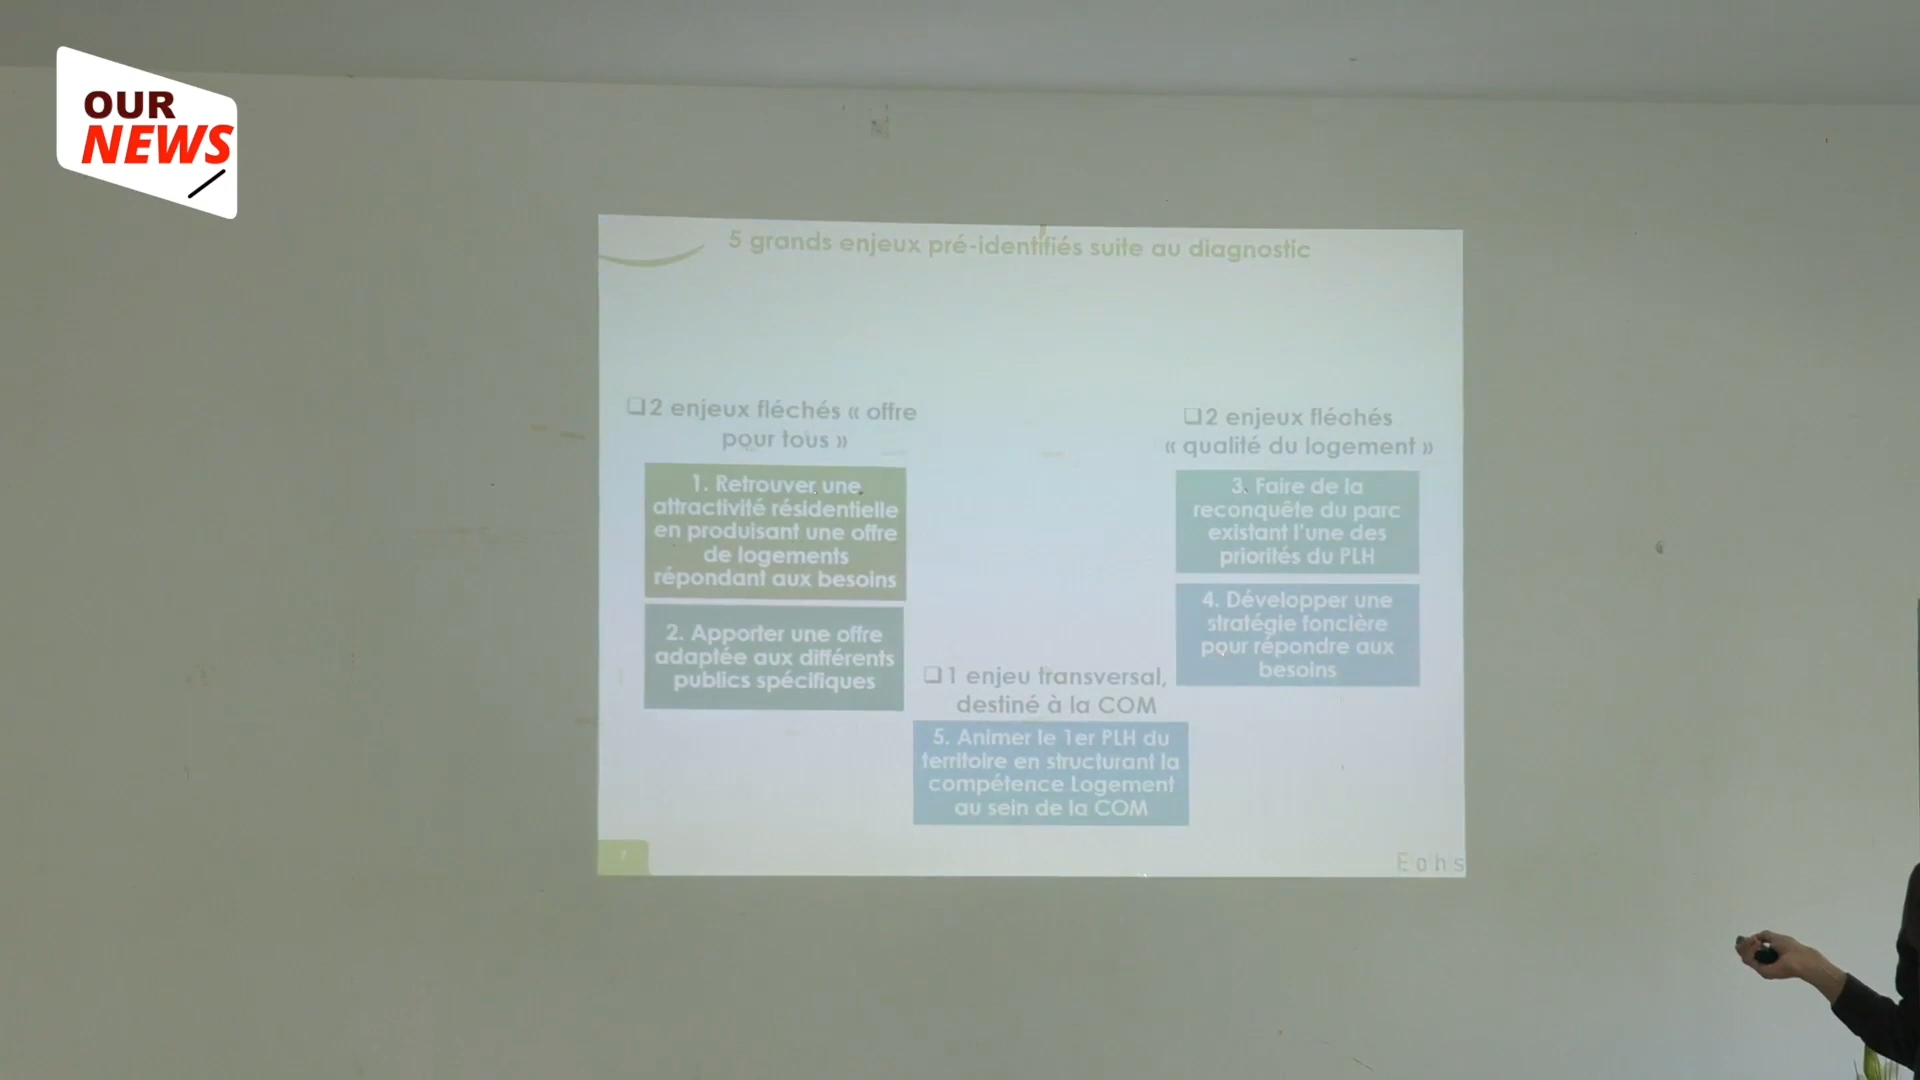 OUR
NEWS
5 grands enjeux pré-identifiés suite au diagnostic
❑2 enjeux fléchés « offre
pour tous »
1. Retrouver une
attractivité résidentielle
en produisant une offre
de logements
répondant aux besoins
2. Apporter une offre
adaptée aux différents
publics spécifiques
❑1 enjeu transversal,
destiné à la COM
5. Animer le 1er PLH du
territoire en structurant la
compétence Logement
au sein de la COM
❑2 enjeux fléchés
« qualité du logement »
3. Faire de la
reconquête du parc
existant l'une des
priorités du PLH
4. Développer une
stratégie foncière
pour répondre aux
besoins
Eohs